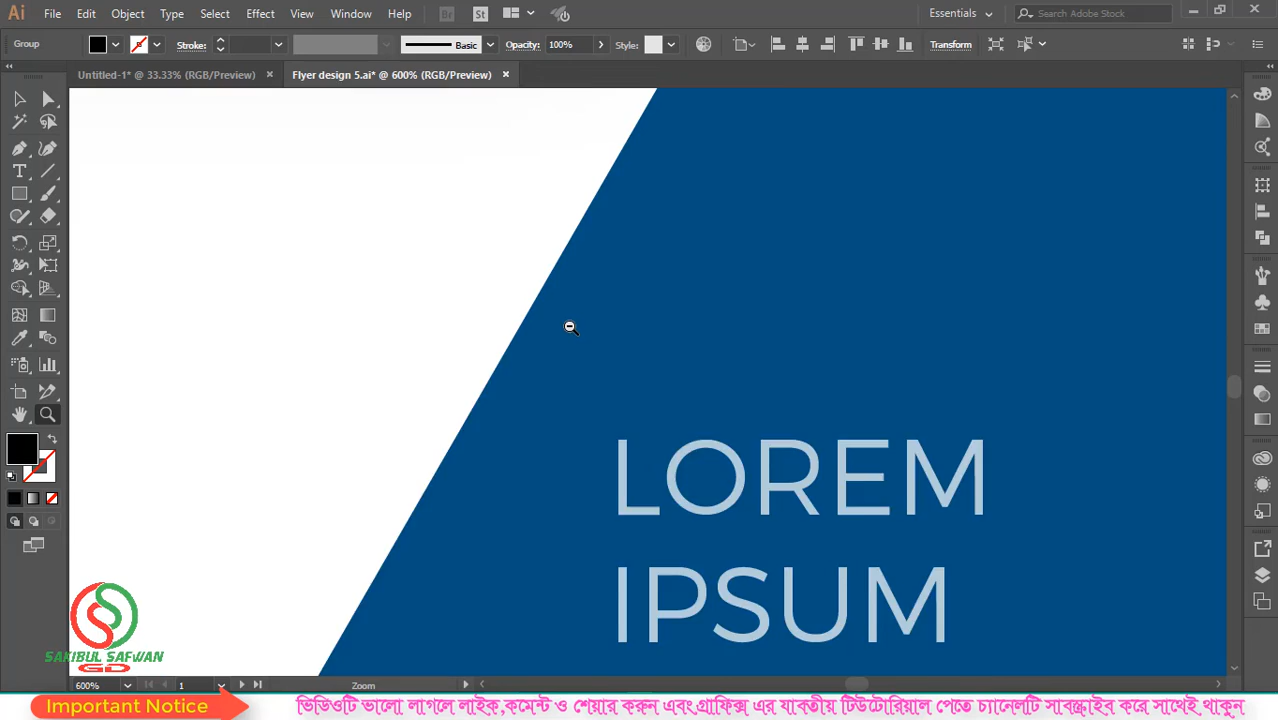 Ai File Edit Object Type Select Effect View Window Help Br St Essentials Search Adobe Stock
Group Stroke: Basic Opacity: 100% Style: Transform
Untitled-1* @ 33.33% (RGB/Preview) × Flyer design 5.ai* @ 600% (RGB/Preview) ×
LOREM
IPSUM
SAKIBUL SAFWAN
GD
600% 1 Zoom
Important Notice ভিডিওটি ভালো লাগলে লাইক,কমেন্ট ও শেয়ার করুন এবং গ্রাফিক্স এর যাবতীয় টিউটোরিয়াল পেতে চ্যানেলটি সাবস্ক্রাইব করে সাথেই থাকুন